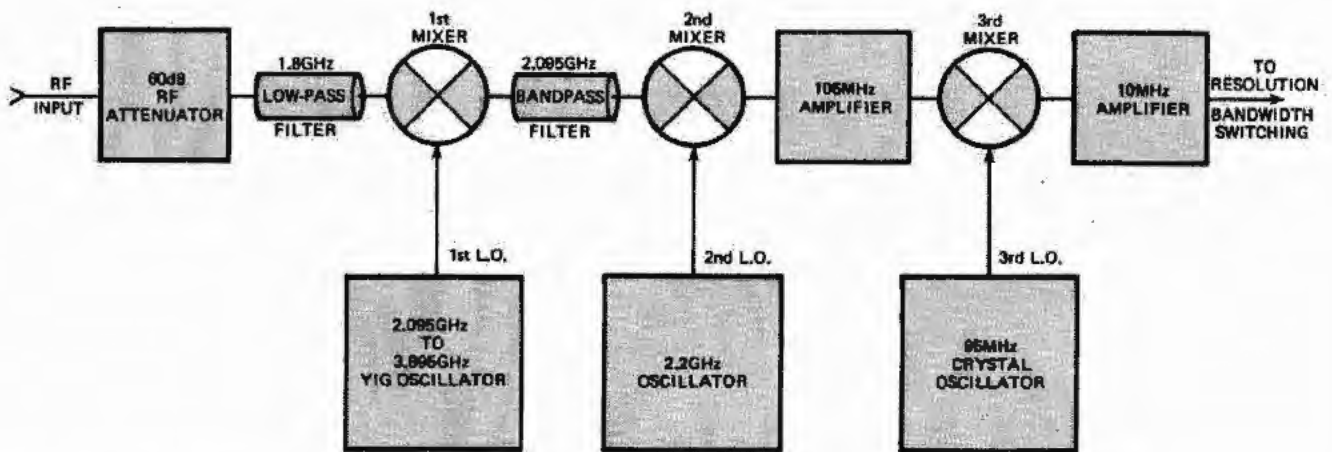 RF
INPUT
60dB
RF
ATTENUATOR
1.8GHz
LOW-PASS
FILTER
1st
MIXER
2,095GHz
BANDPASS
FILTER
2nd
MIXER
105MHz
AMPLIFIER
3rd
MIXER
10MHz
AMPLIFIER
TO
RESOLUTION
BANDWIDTH
SWITCHING
1st L.O.
2.095GHz
TO
3.895GHz
YIG OSCILLATOR
2nd L.O.
2.2GHz
OSCILLATOR
3rd L.O.
95MHz
CRYSTAL
OSCILLATOR